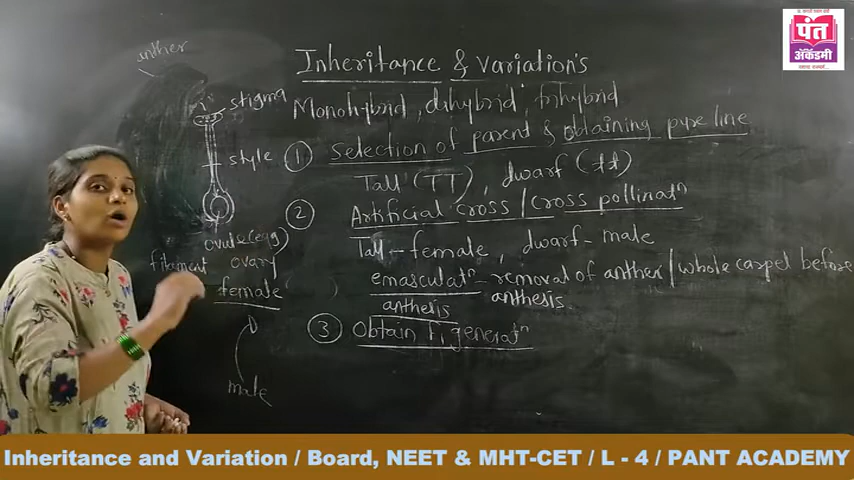 anther
stigma
style
ovule (egg)
filament
ovary
female
male
Inheritance & Variation's
Monohybrid, dihybrid, trihybrid
① Selection of parent & obtaining pype line
Tall (TT), dwarf (tt)
② Artificial cross / Cross pollinatⁿ
Tall - female, dwarf - male
emasculatⁿ - removal of anther / whole carpel before
anthesis anthesis.
③ Obtain F₁ generatⁿ
पंत
अ‍ॅकॅडमी
Inheritance and Variation / Board, NEET & MHT-CET / L - 4 / PANT ACADEMY